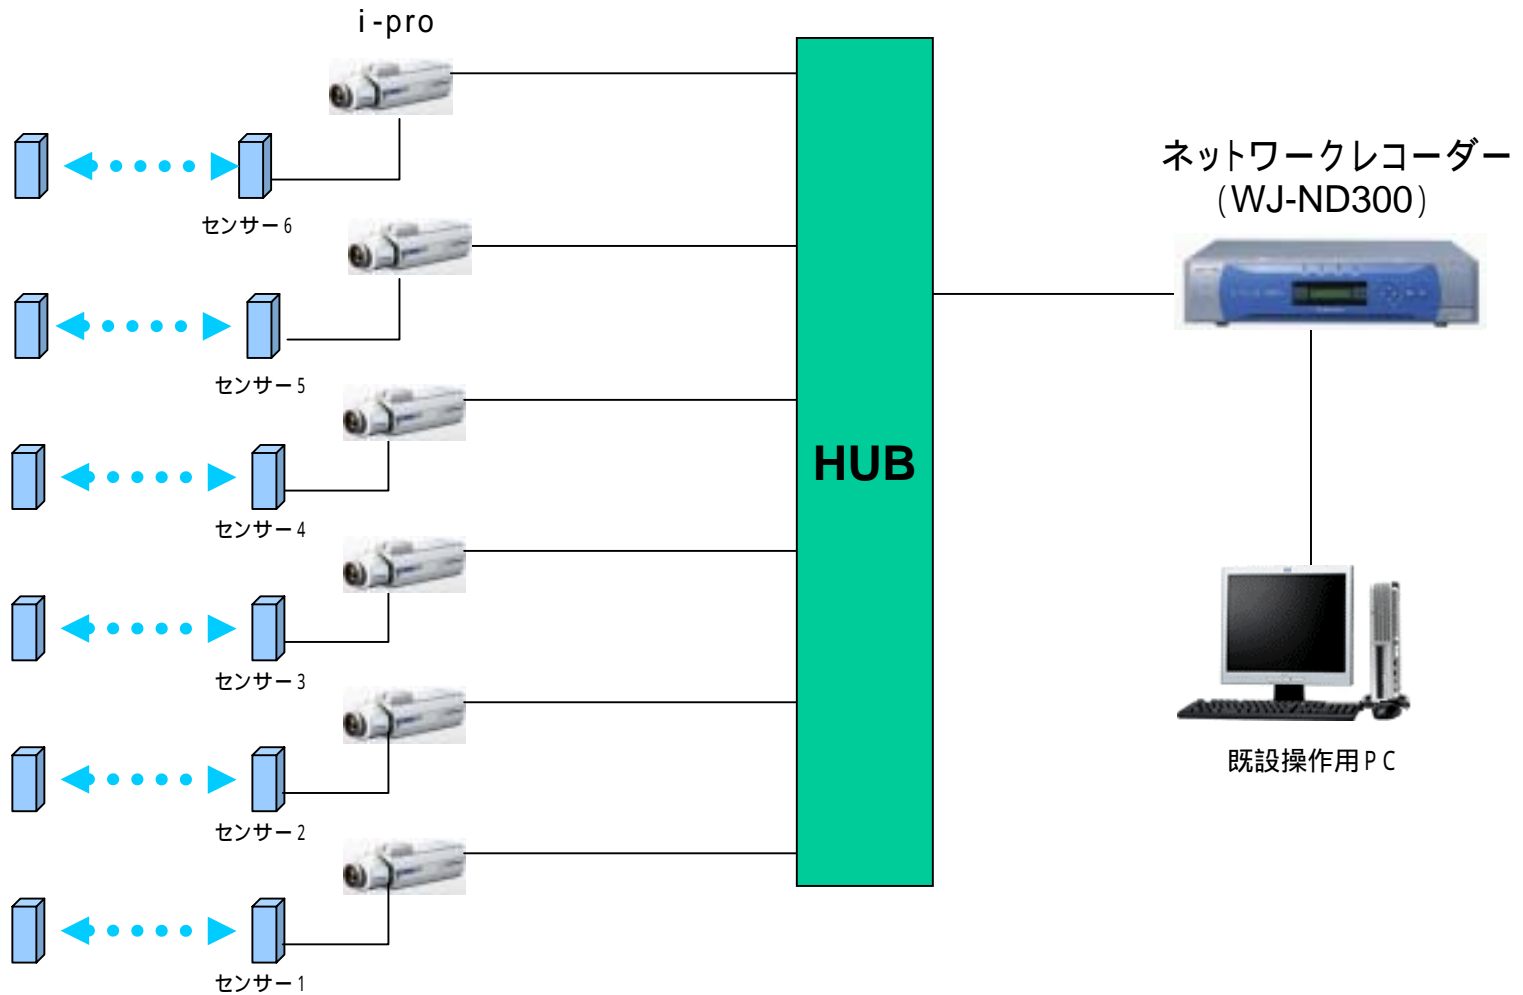 i-pro
ネットワークレコーダー
(WJ-ND300)
センサー6
センサー5
HUB
センサー4
センサー3
既設操作用PC
センサー2
センサー1